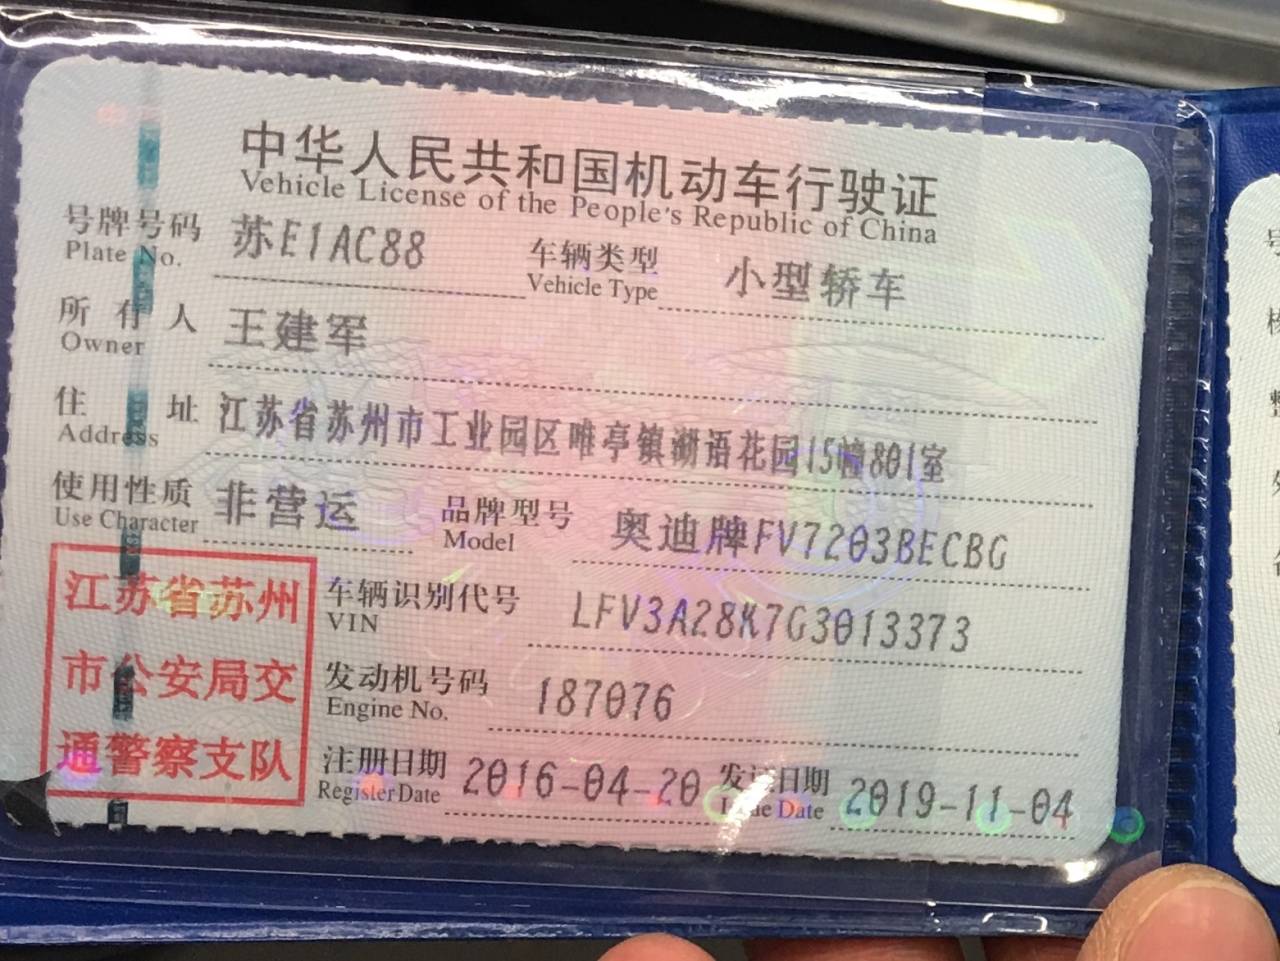 中华人民共和国机动车行驶证
Vehicle License of the People's Republic of China
号牌号码 苏E1AC88 车辆类型 小型轿车
Plate No. Vehicle Type
所有人 王建军
Owner
住址 江苏省苏州市工业园区唯亭镇湖语花园15幢801室
Address
使用性质 非营运 品牌型号 奥迪牌FV7203BECBG
Use Character Model
江苏省苏州
市公安局交
通警察支队
车辆识别代号 LFV3A28K7G3013373
VIN
发动机号码 187076
Engine No.
注册日期 2016-04-20 发证日期 2019-11-04
Register Date Issue Date